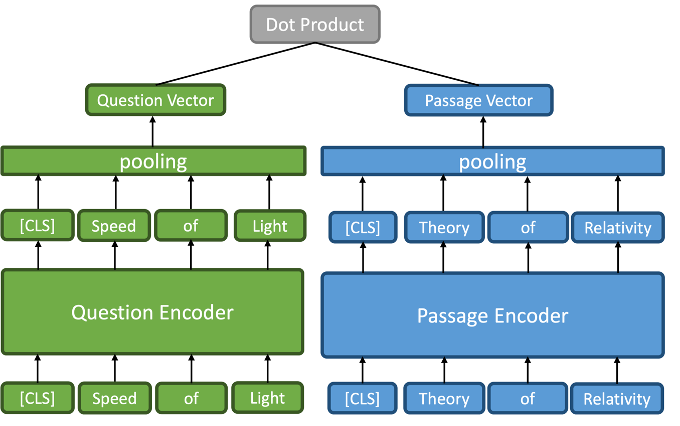 Dot Product
Question Vector
Passage Vector
pooling
pooling
[CLS] Speed of Light
[CLS] Theory of Relativity
Question Encoder
Passage Encoder
[CLS] Speed of Light
[CLS] Theory of Relativity